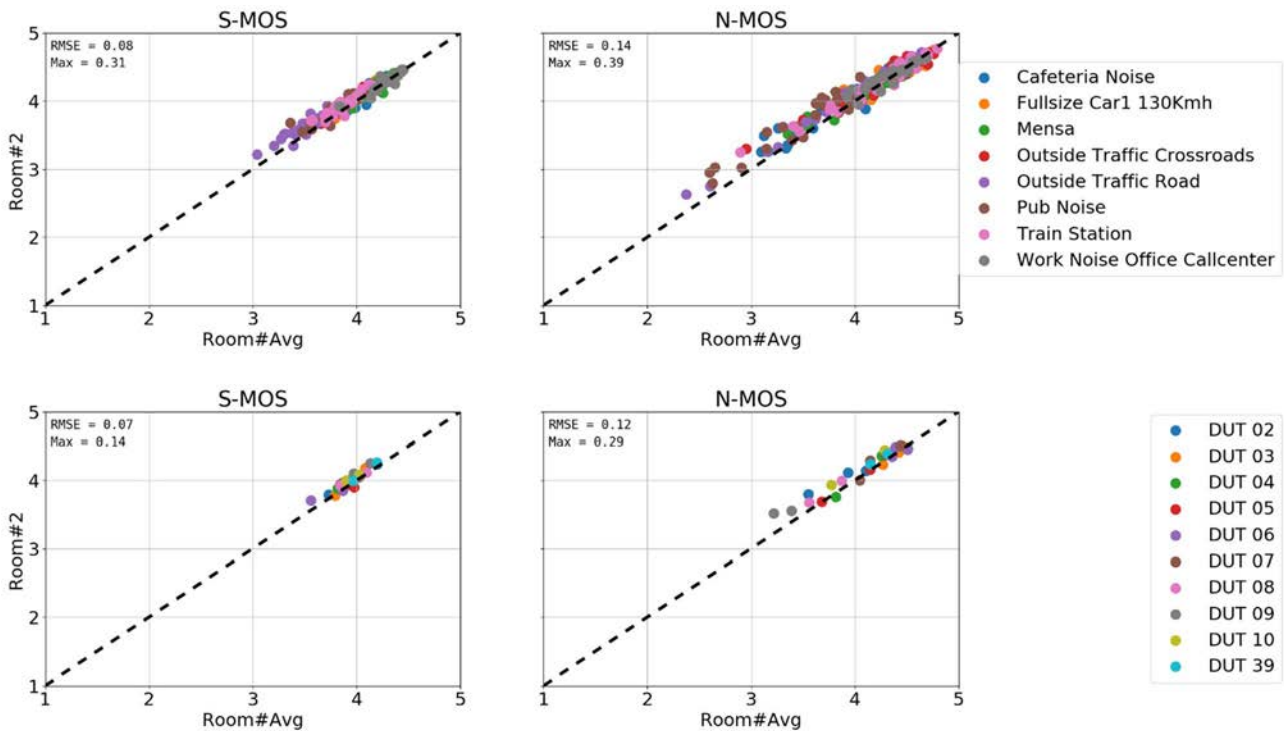 S-MOS
RMSE = 0.08
Max = 0.31
5
4
3
2
1
Room#2
1 2 3 4 5
Room#Avg
N-MOS
RMSE = 0.14
Max = 0.39
1 2 3 4 5
Room#Avg
Cafeteria Noise
Fullsize Car1 130Kmh
Mensa
Outside Traffic Crossroads
Outside Traffic Road
Pub Noise
Train Station
Work Noise Office Callcenter
S-MOS
RMSE = 0.07
Max = 0.14
5
4
3
2
1
Room#2
1 2 3 4 5
Room#Avg
N-MOS
RMSE = 0.12
Max = 0.29
1 2 3 4 5
Room#Avg
DUT 02
DUT 03
DUT 04
DUT 05
DUT 06
DUT 07
DUT 08
DUT 09
DUT 10
DUT 39